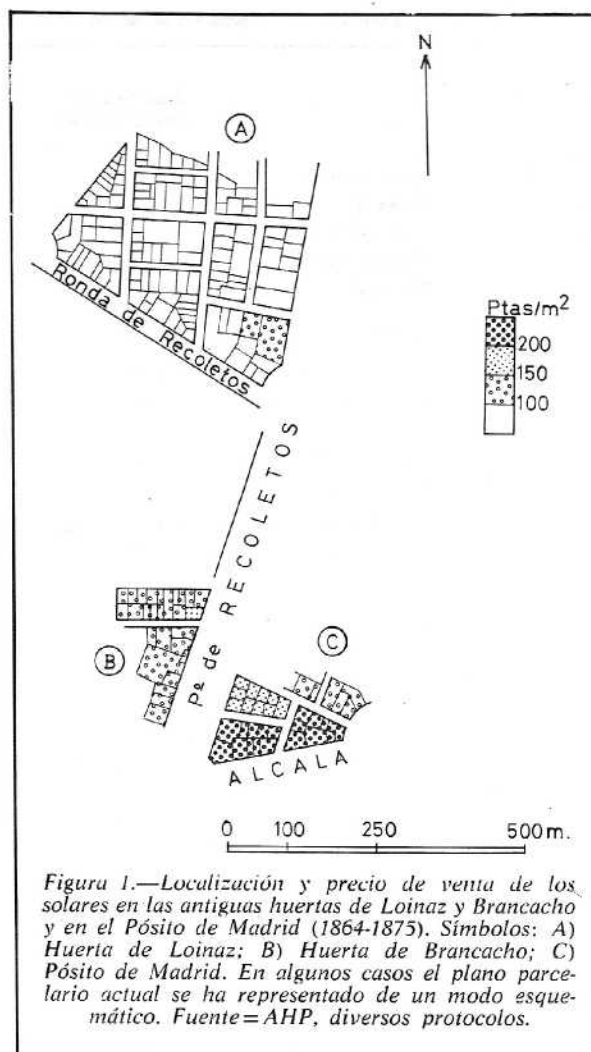 N
A
Ronda de Recoletos
Ptas/m²
200
150
100
Pº de RECOLETOS
B
C
ALCALA
0 100 250 500 m.
Figura 1.—Localización y precio de venta de los
solares en las antiguas huertas de Loinaz y Brancacho
y en el Pósito de Madrid (1864-1875). Símbolos: A)
Huerta de Loinaz; B) Huerta de Brancacho; C)
Pósito de Madrid. En algunos casos el plano parce-
lario actual se ha representado de un modo esque-
mático. Fuente=AHP, diversos protocolos.